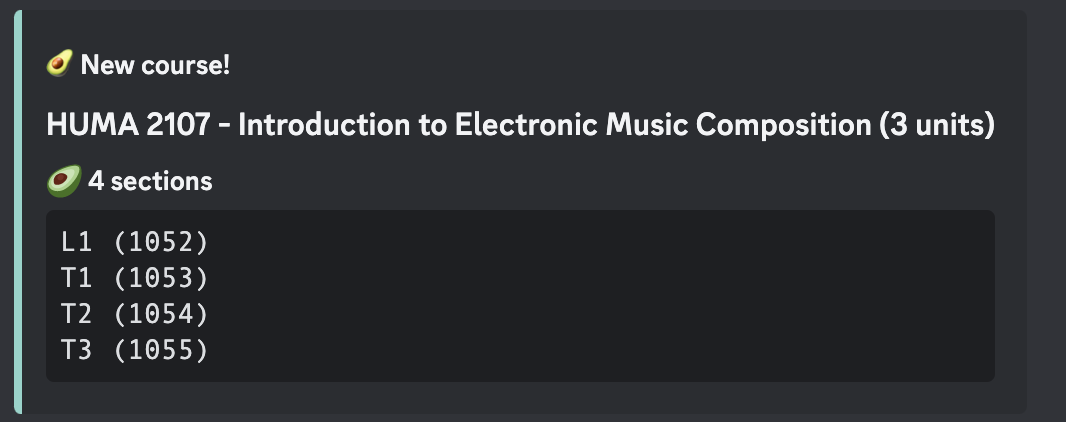 New course!
HUMA 2107 - Introduction to Electronic Music Composition (3 units)
4 sections
L1 (1052)
T1 (1053)
T2 (1054)
T3 (1055)